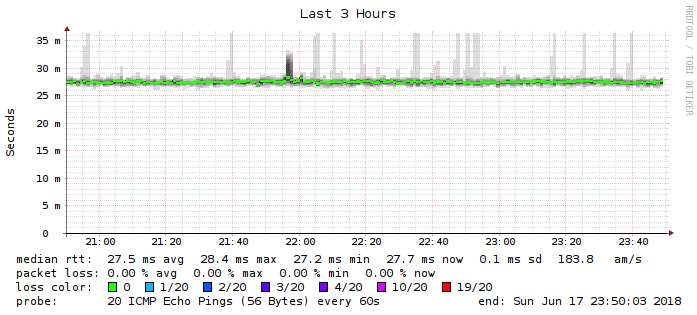 Last 3 Hours
RRDTOOL / TOBI OETIKER
Seconds
35 m
30 m
25 m
20 m
15 m
10 m
5 m
0
21:00 21:20 21:40 22:00 22:20 22:40 23:00 23:20 23:40
median rtt: 27.5 ms avg 28.4 ms max 27.2 ms min 27.7 ms now 0.1 ms sd 183.8 am/s
packet loss: 0.00 % avg 0.00 % max 0.00 % min 0.00 % now
loss color: 0 1/20 2/20 3/20 4/20 10/20 19/20
probe: 20 ICMP Echo Pings (56 Bytes) every 60s end: Sun Jun 17 23:50:03 2018